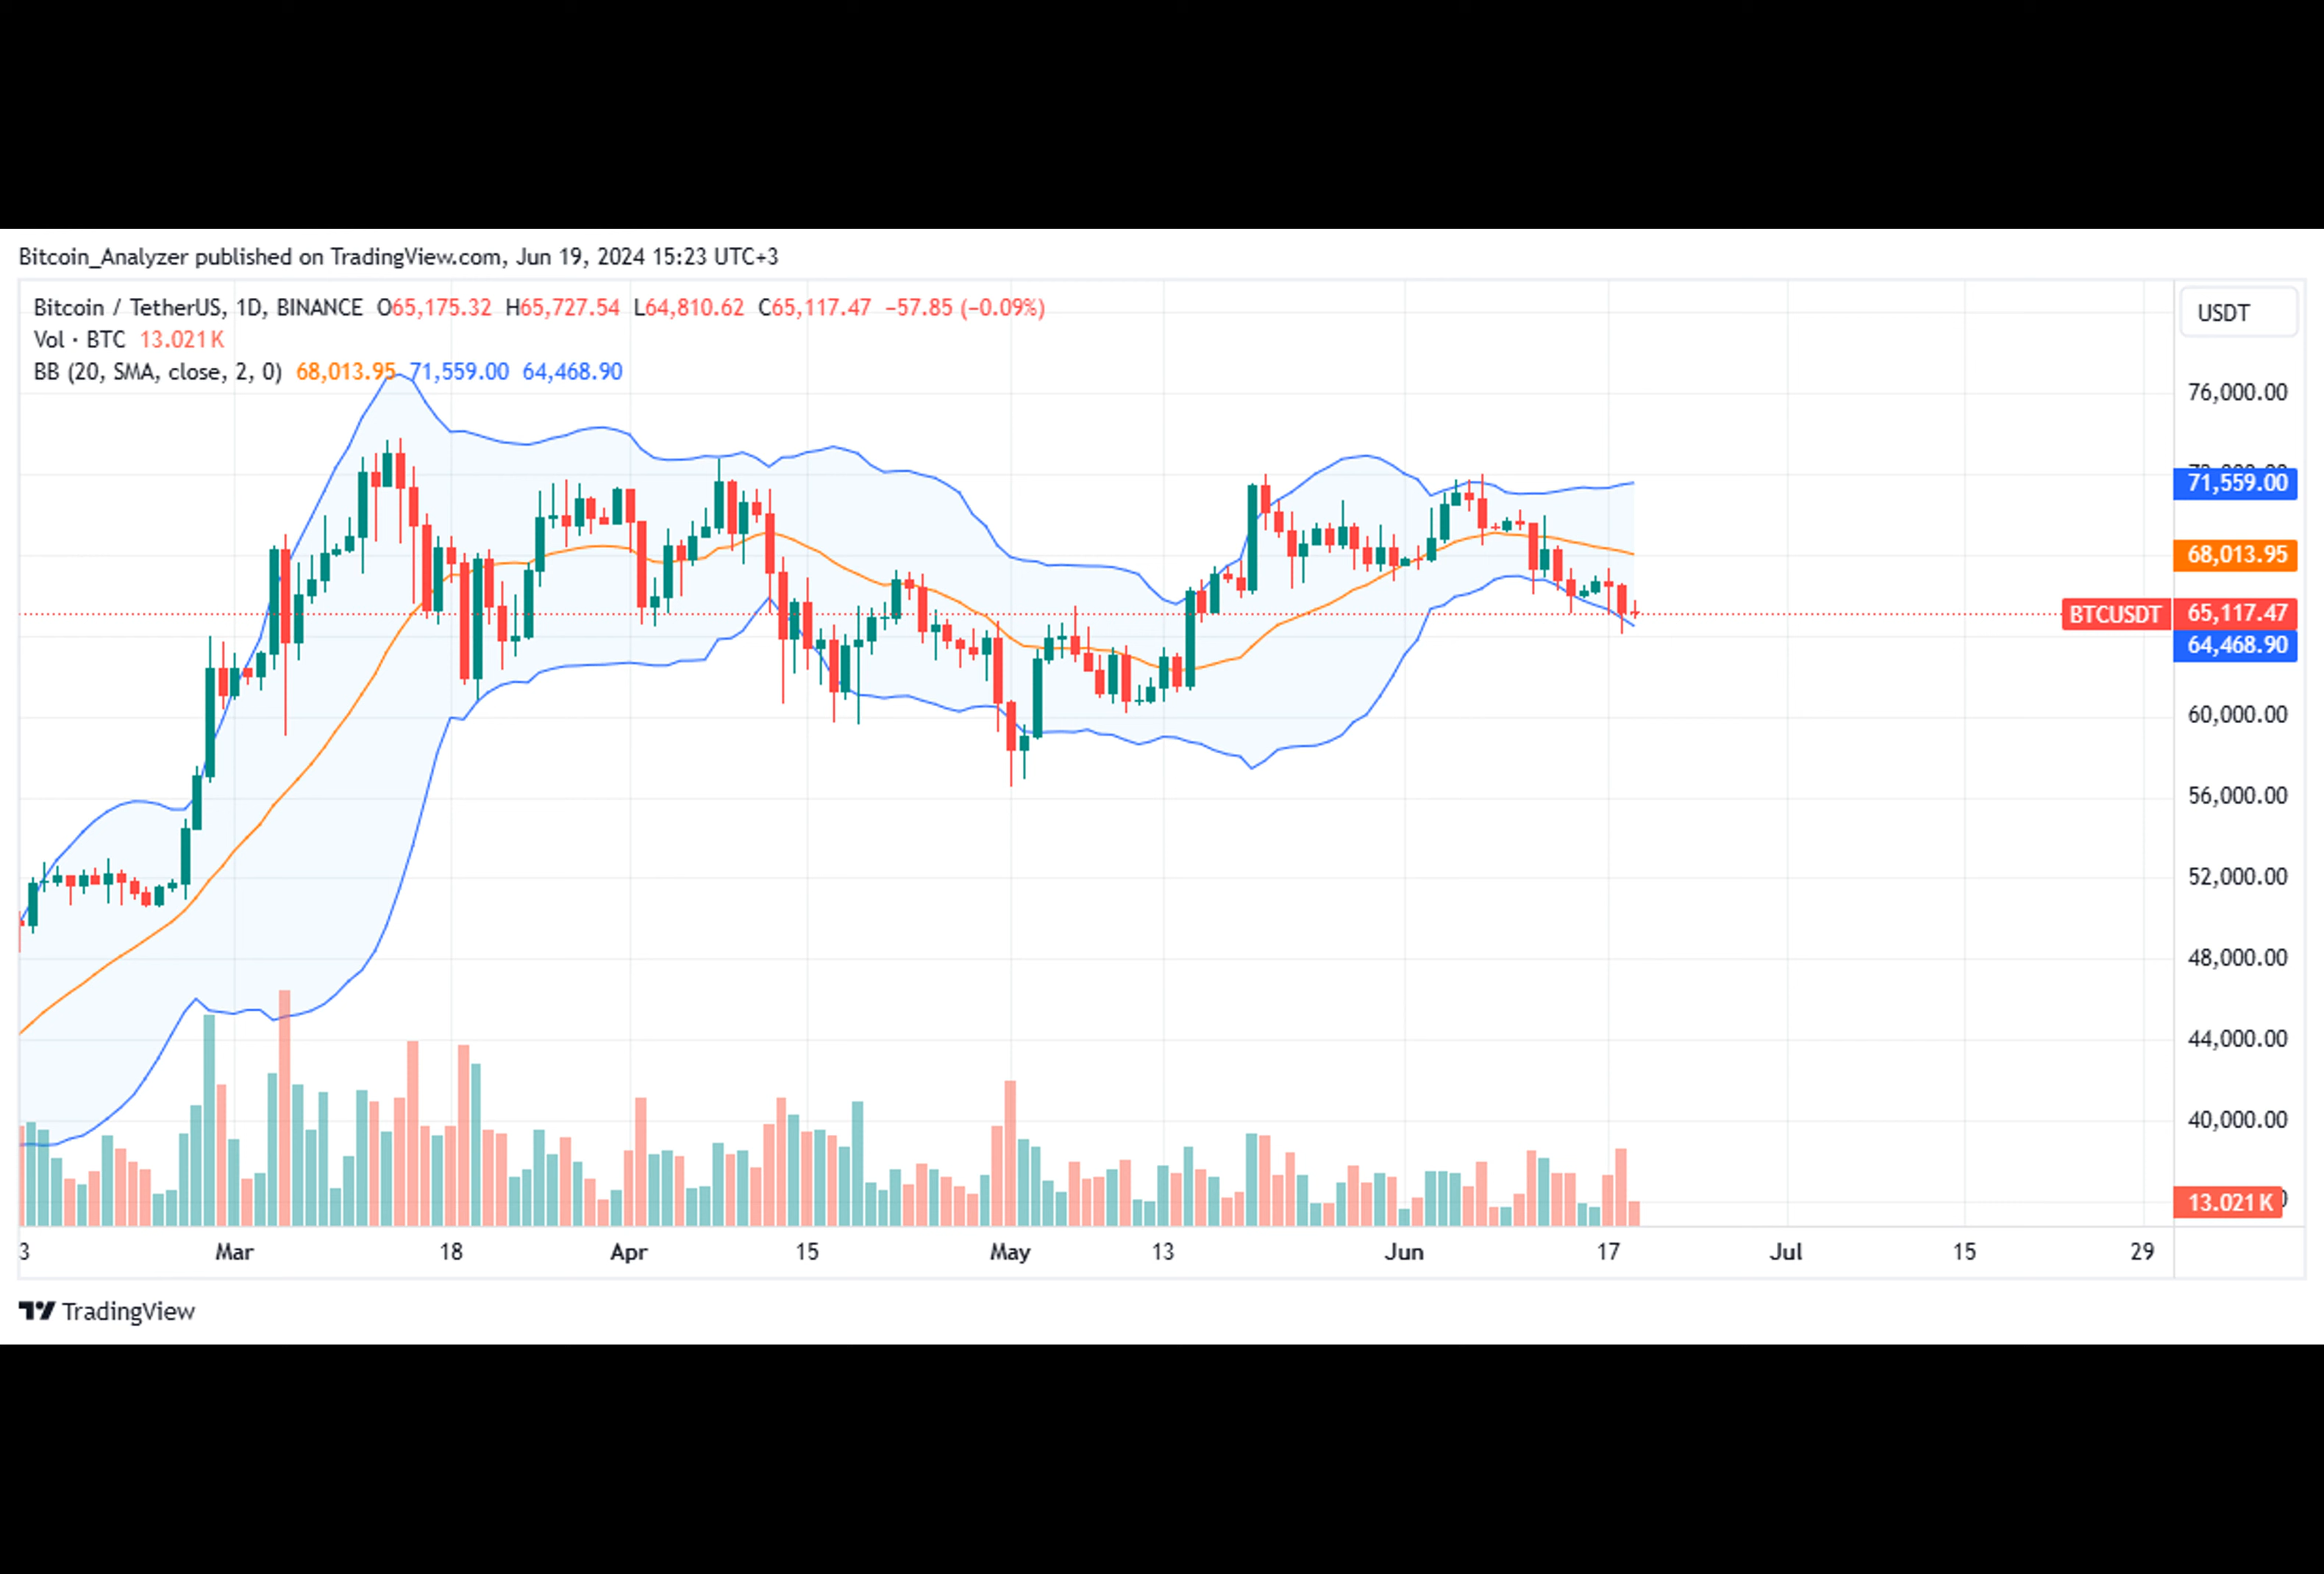 Bitcoin_Analyzer published on TradingView.com, Jun 19, 2024 15:23 UTC+3
Bitcoin / TetherUS, 1D, BINANCE O65,175.32 H65,727.54 L64,810.62 C65,117.47 −57.85 (−0.09%)
USDT
Vol · BTC 13.021K
BB (20, SMA, close, 2, 0) 68,013.95 71,559.00 64,468.90
76,000.00
71,559.00
68,013.95
BTCUSDT 65,117.47
64,468.90
60,000.00
56,000.00
52,000.00
48,000.00
44,000.00
40,000.00
13.021K
3 Mar 18 Apr 15 May 13 Jun 17 Jul 15 29
TradingView